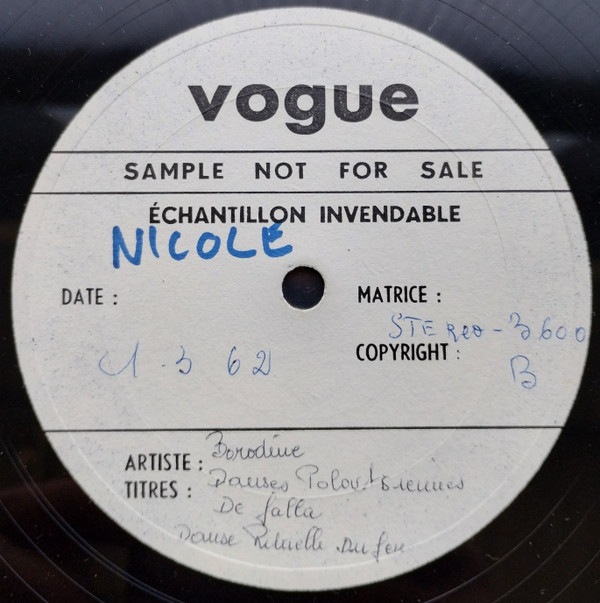 vogue
SAMPLE NOT FOR SALE
ÉCHANTILLON INVENDABLE
NICOLE
DATE :
MATRICE :
STEReo - 3600
COPYRIGHT :
B
3 62
ARTISTE : Borodine
TITRES : Danses Polovtsiennes
De falla
Danse Rituelle du feu